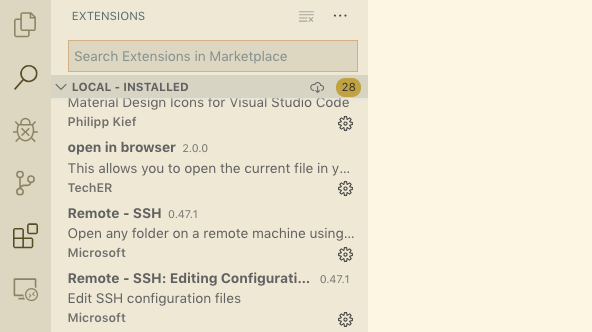 EXTENSIONS
Search Extensions in Marketplace
LOCAL - INSTALLED 28
Material Design Icons for Visual Studio Code
Philipp Kief
open in browser 2.0.0
This allows you to open the current file in y...
TechER
Remote - SSH 0.47.1
Open any folder on a remote machine using...
Microsoft
Remote - SSH: Editing Configurati... 0.47.1
Edit SSH configuration files
Microsoft